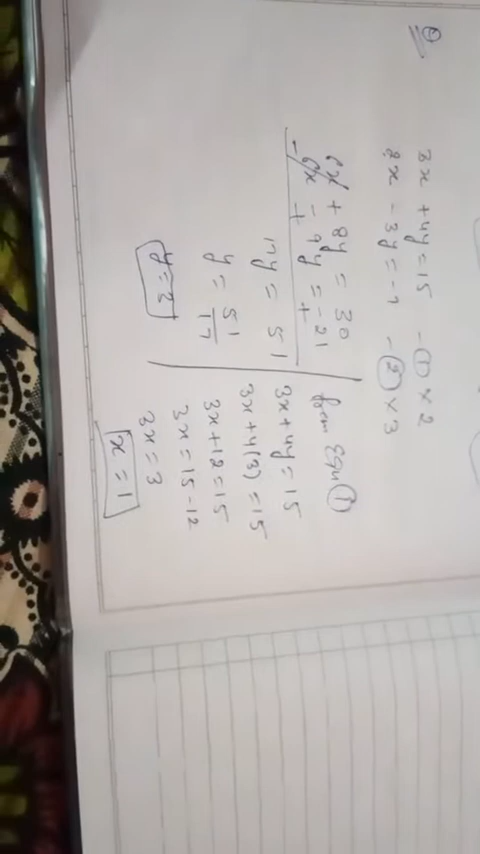 3x + 4y = 15 - ① × 2
2x - 3y = -7 - ② × 3
6x + 8y = 30
6x - 9y = -21
- + +
17y = 51
y = 51/17
y = 3
from Equ ①
3x + 4y = 15
3x + 4(3) = 15
3x + 12 = 15
3x = 15 - 12
3x = 3
x = 1